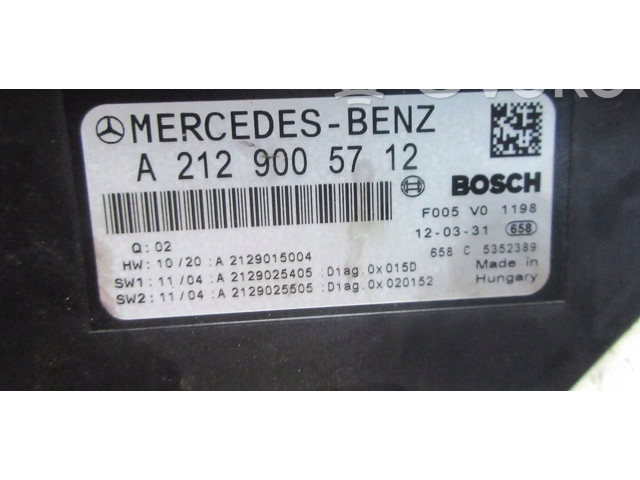 MERCEDES-BENZ
A 212 900 57 12
BOSCH
F005 V0 1198
12-03-31 658
658 C 5352389
Made in
Hungary
Q: 02
HW: 10/20 :A 2129015004
SW1: 11/04 :A 2129025405 :Diag.0x015D
SW2: 11/04 :A 2129025505 :Diag.0x020152